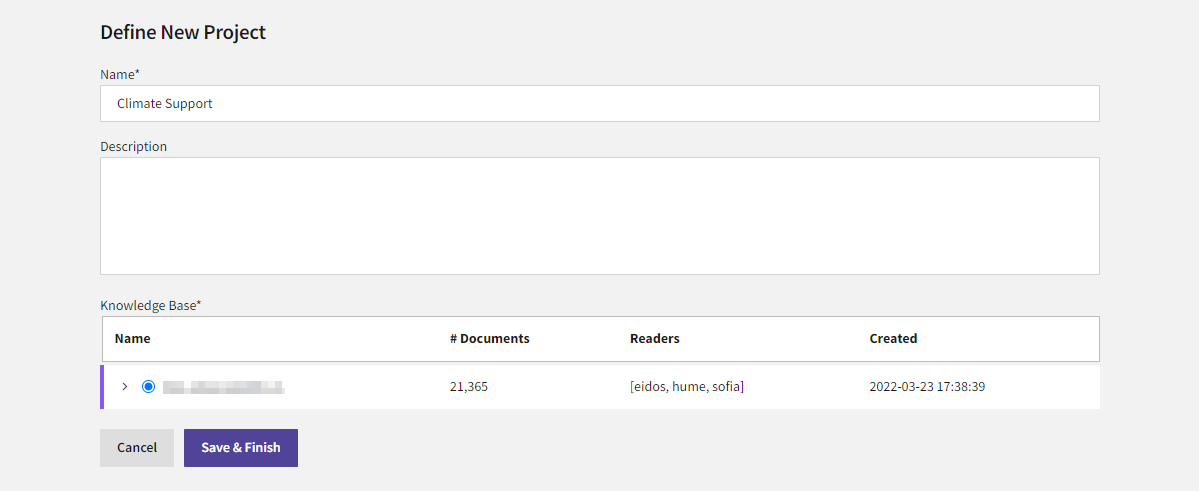 Define New Project
Name*
Climate Support
Description
Knowledge Base*
Name # Documents Readers Created
21,365 [eidos, hume, sofia] 2022-03-23 17:38:39
Cancel Save & Finish